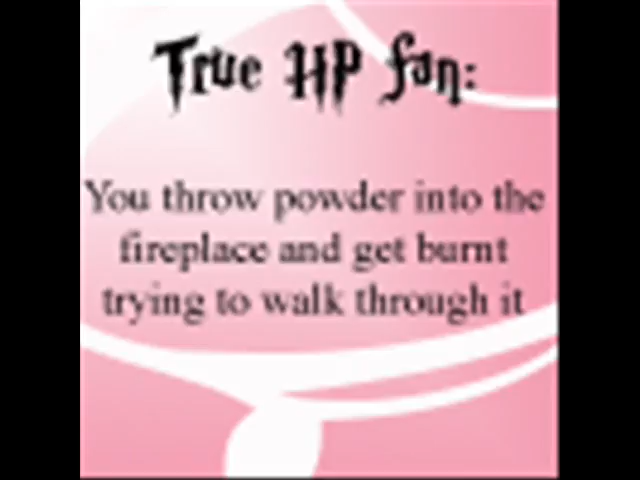 True HP fan:
You throw powder into the
fireplace and get burnt
trying to walk through it